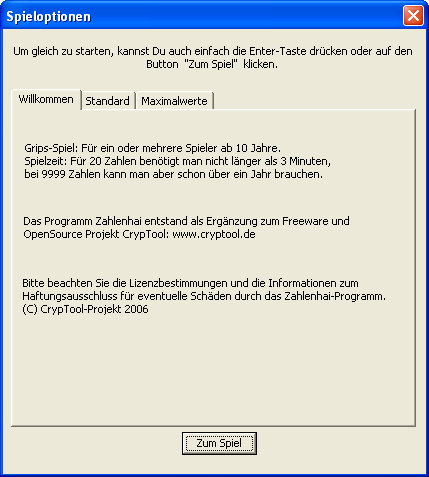 Spieloptionen
Um gleich zu starten, kannst Du auch einfach die Enter-Taste drücken oder auf den
Button "Zum Spiel" klicken.
Willkommen Standard Maximalwerte
Grips-Spiel: Für ein oder mehrere Spieler ab 10 Jahre.
Spielzeit: Für 20 Zahlen benötigt man nicht länger als 3 Minuten,
bei 9999 Zahlen kann man aber schon über ein Jahr brauchen.
Das Programm Zahlenhai entstand als Ergänzung zum Freeware und
OpenSource Projekt CrypTool: www.cryptool.de
Bitte beachten Sie die Lizenzbestimmungen und die Informationen zum
Haftungsausschluss für eventuelle Schäden durch das Zahlenhai-Programm.
(C) CrypTool-Projekt 2006
Zum Spiel